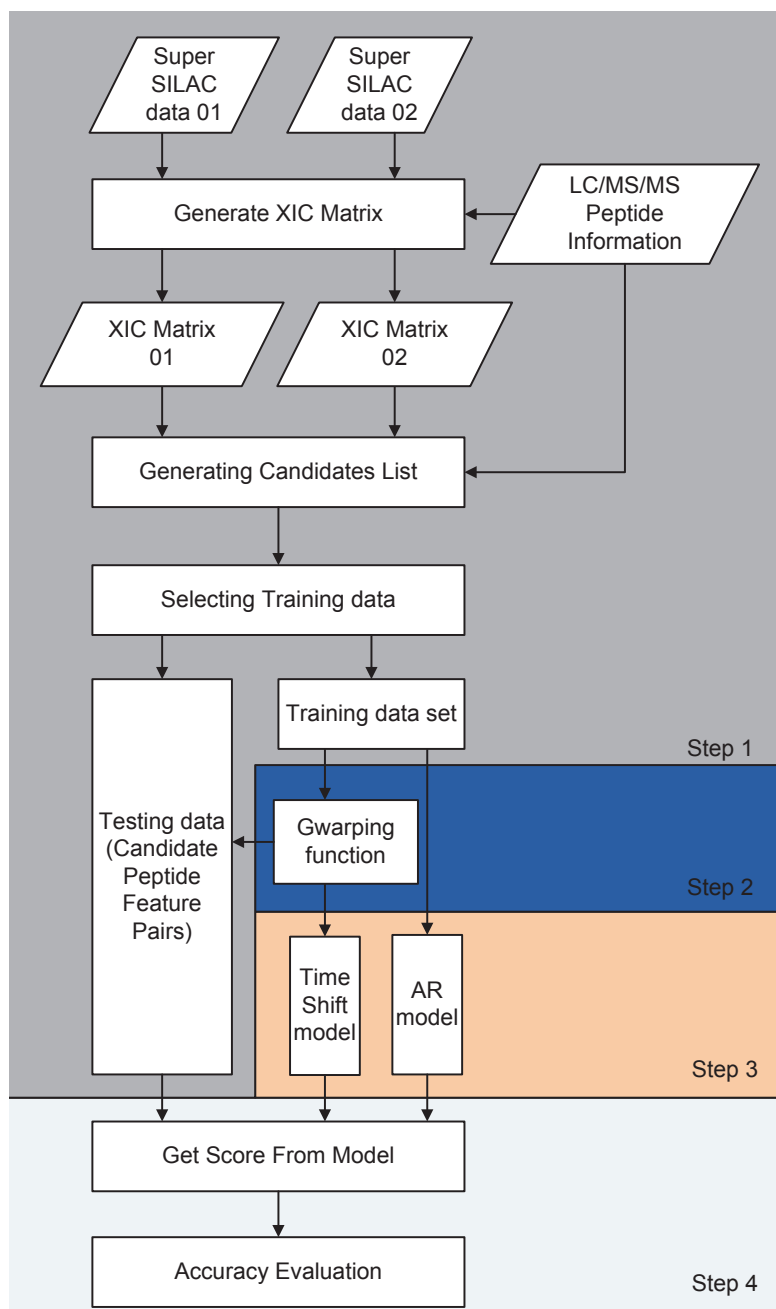 Super
SILAC
data 01
Super
SILAC
data 02
LC/MS/MS
Peptide
Information
Generate XIC Matrix
XIC Matrix
01
XIC Matrix
02
Generating Candidates List
Selecting Training data
Training data set
Step 1
Testing data
(Candidate
Peptide
Feature
Pairs)
Gwarping
function
Step 2
Time
Shift
model
AR
model
Step 3
Get Score From Model
Accuracy Evaluation
Step 4